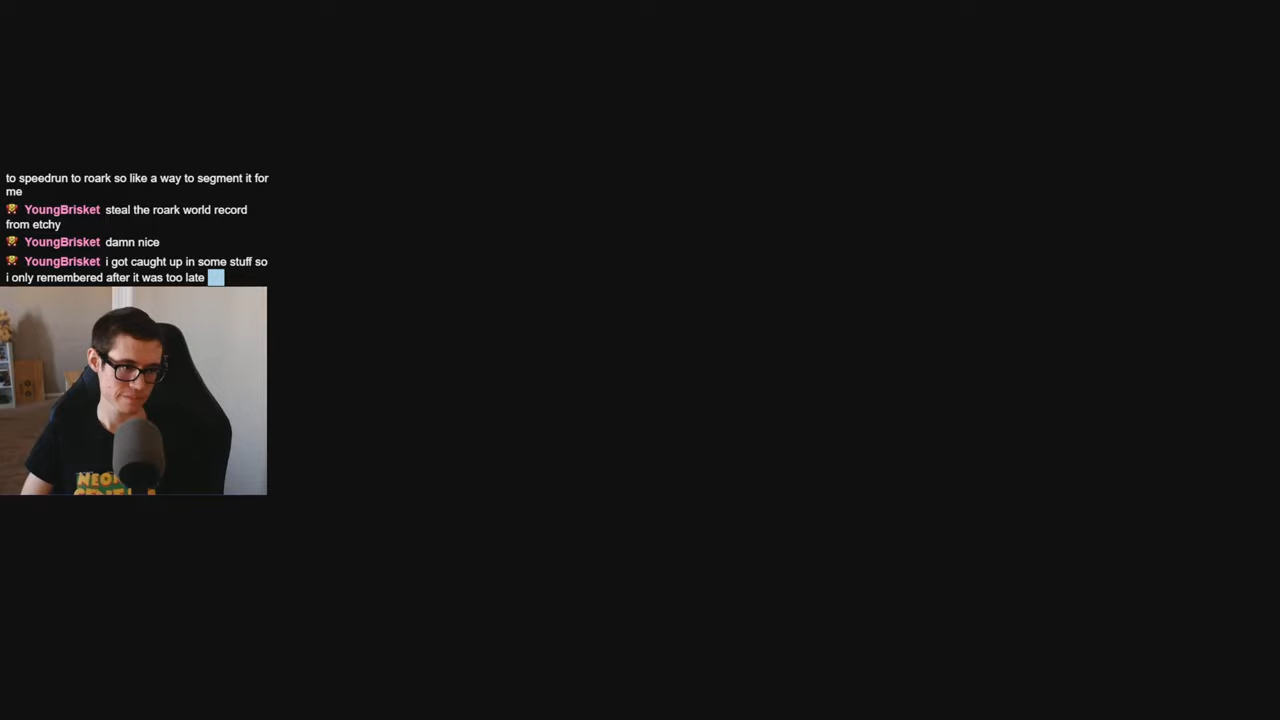 to speedrun to roark so like a way to segment it for
me
YoungBrisket steal the roark world record
from etchy
YoungBrisket damn nice
YoungBrisket i got caught up in some stuff so
i only remembered after it was too late
NEON